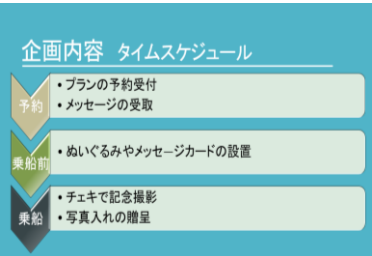 企画内容 タイムスケジュール
予約
・プランの予約受付
・メッセージの受取
乗船前
・ぬいぐるみやメッセージカードの設置
乗船
・チェキで記念撮影
・写真入れの贈呈